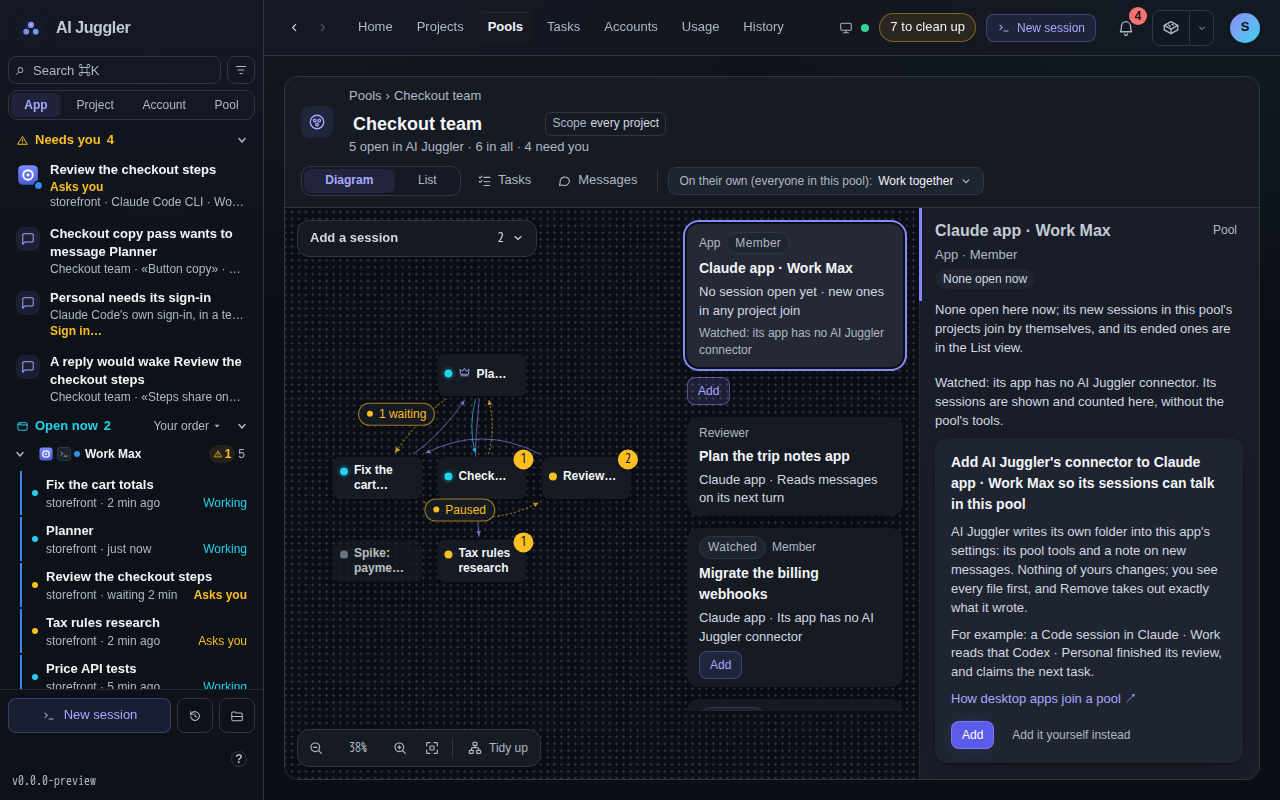 AI Juggler
Search ⌘K
App
Project
Account
Pool
Needs you 4
Review the checkout steps
Asks you
storefront · Claude Code CLI · Wo…
Checkout copy pass wants to
message Planner
Checkout team · «Button copy» · …
Personal needs its sign-in
Claude Code's own sign-in, in a te…
Sign in…
A reply would wake Review the
checkout steps
Checkout team · «Steps share on…
Open now 2
Your order
Work Max
1
5
Fix the cart totals
storefront · 2 min ago
Working
Planner
storefront · just now
Working
Review the checkout steps
storefront · waiting 2 min
Asks you
Tax rules research
storefront · 2 min ago
Asks you
Price API tests
storefront · 5 min ago
Working
New session
?
v0.0.0-preview
Home
Projects
Pools
Tasks
Accounts
Usage
History
7 to clean up
New session
4
S
Pools › Checkout team
Checkout team
Scope every project
5 open in AI Juggler · 6 in all · 4 need you
Diagram
List
Tasks
Messages
On their own (everyone in this pool): Work together
Add a session
2
Pla…
1 waiting
Fix the
cart…
Check…
1
Review…
2
Paused
Spike:
payme…
Tax rules
research
1
38%
Tidy up
App
Member
Claude app · Work Max
No session open yet · new ones
in any project join
Watched: its app has no AI Juggler
connector
Add
Reviewer
Plan the trip notes app
Claude app · Reads messages
on its next turn
Watched
Member
Migrate the billing
webhooks
Claude app · Its app has no AI
Juggler connector
Add
Claude app · Work Max
Pool
App · Member
None open now
None open here now; its new sessions in this pool's
projects join by themselves, and its ended ones are
in the List view.
Watched: its app has no AI Juggler connector. Its
sessions are shown and counted here, without the
pool's tools.
Add AI Juggler's connector to Claude
app · Work Max so its sessions can talk
in this pool
AI Juggler writes its own folder into this app's
settings: its pool tools and a note on new
messages. Nothing of yours changes; you see
every file first, and Remove takes out exactly
what it wrote.
For example: a Code session in Claude · Work
reads that Codex · Personal finished its review,
and claims the next task.
How desktop apps join a pool ↗
Add
Add it yourself instead